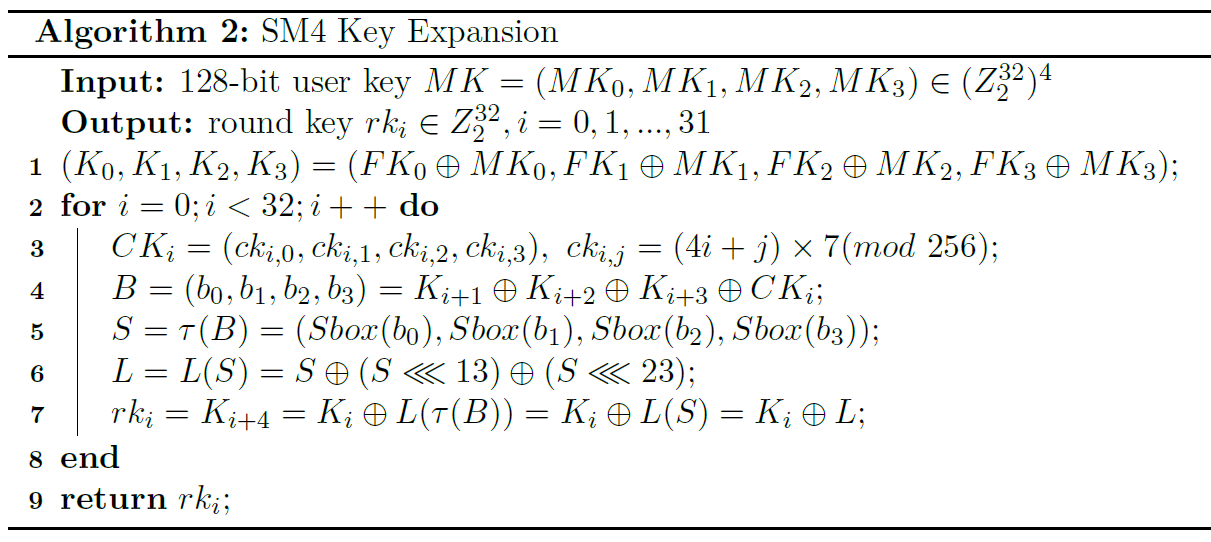 Algorithm 2: SM4 Key Expansion
Input: 128-bit user key MK = (MK₀, MK₁, MK₂, MK₃) ∈ (Z₂³²)⁴
Output: round key rkᵢ ∈ Z₂³², i = 0, 1, ..., 31
1 (K₀, K₁, K₂, K₃) = (FK₀ ⊕ MK₀, FK₁ ⊕ MK₁, FK₂ ⊕ MK₂, FK₃ ⊕ MK₃);
2 for i = 0; i < 32; i + + do
3 CKᵢ = (ckᵢ,₀, ckᵢ,₁, ckᵢ,₂, ckᵢ,₃), ckᵢ,ⱼ = (4i + j) × 7(mod 256);
4 B = (b₀, b₁, b₂, b₃) = Kᵢ₊₁ ⊕ Kᵢ₊₂ ⊕ Kᵢ₊₃ ⊕ CKᵢ;
5 S = τ(B) = (Sbox(b₀), Sbox(b₁), Sbox(b₂), Sbox(b₃));
6 L = L(S) = S ⊕ (S ⋘ 13) ⊕ (S ⋘ 23);
7 rkᵢ = Kᵢ₊₄ = Kᵢ ⊕ L(τ(B)) = Kᵢ ⊕ L(S) = Kᵢ ⊕ L;
8 end
9 return rkᵢ;